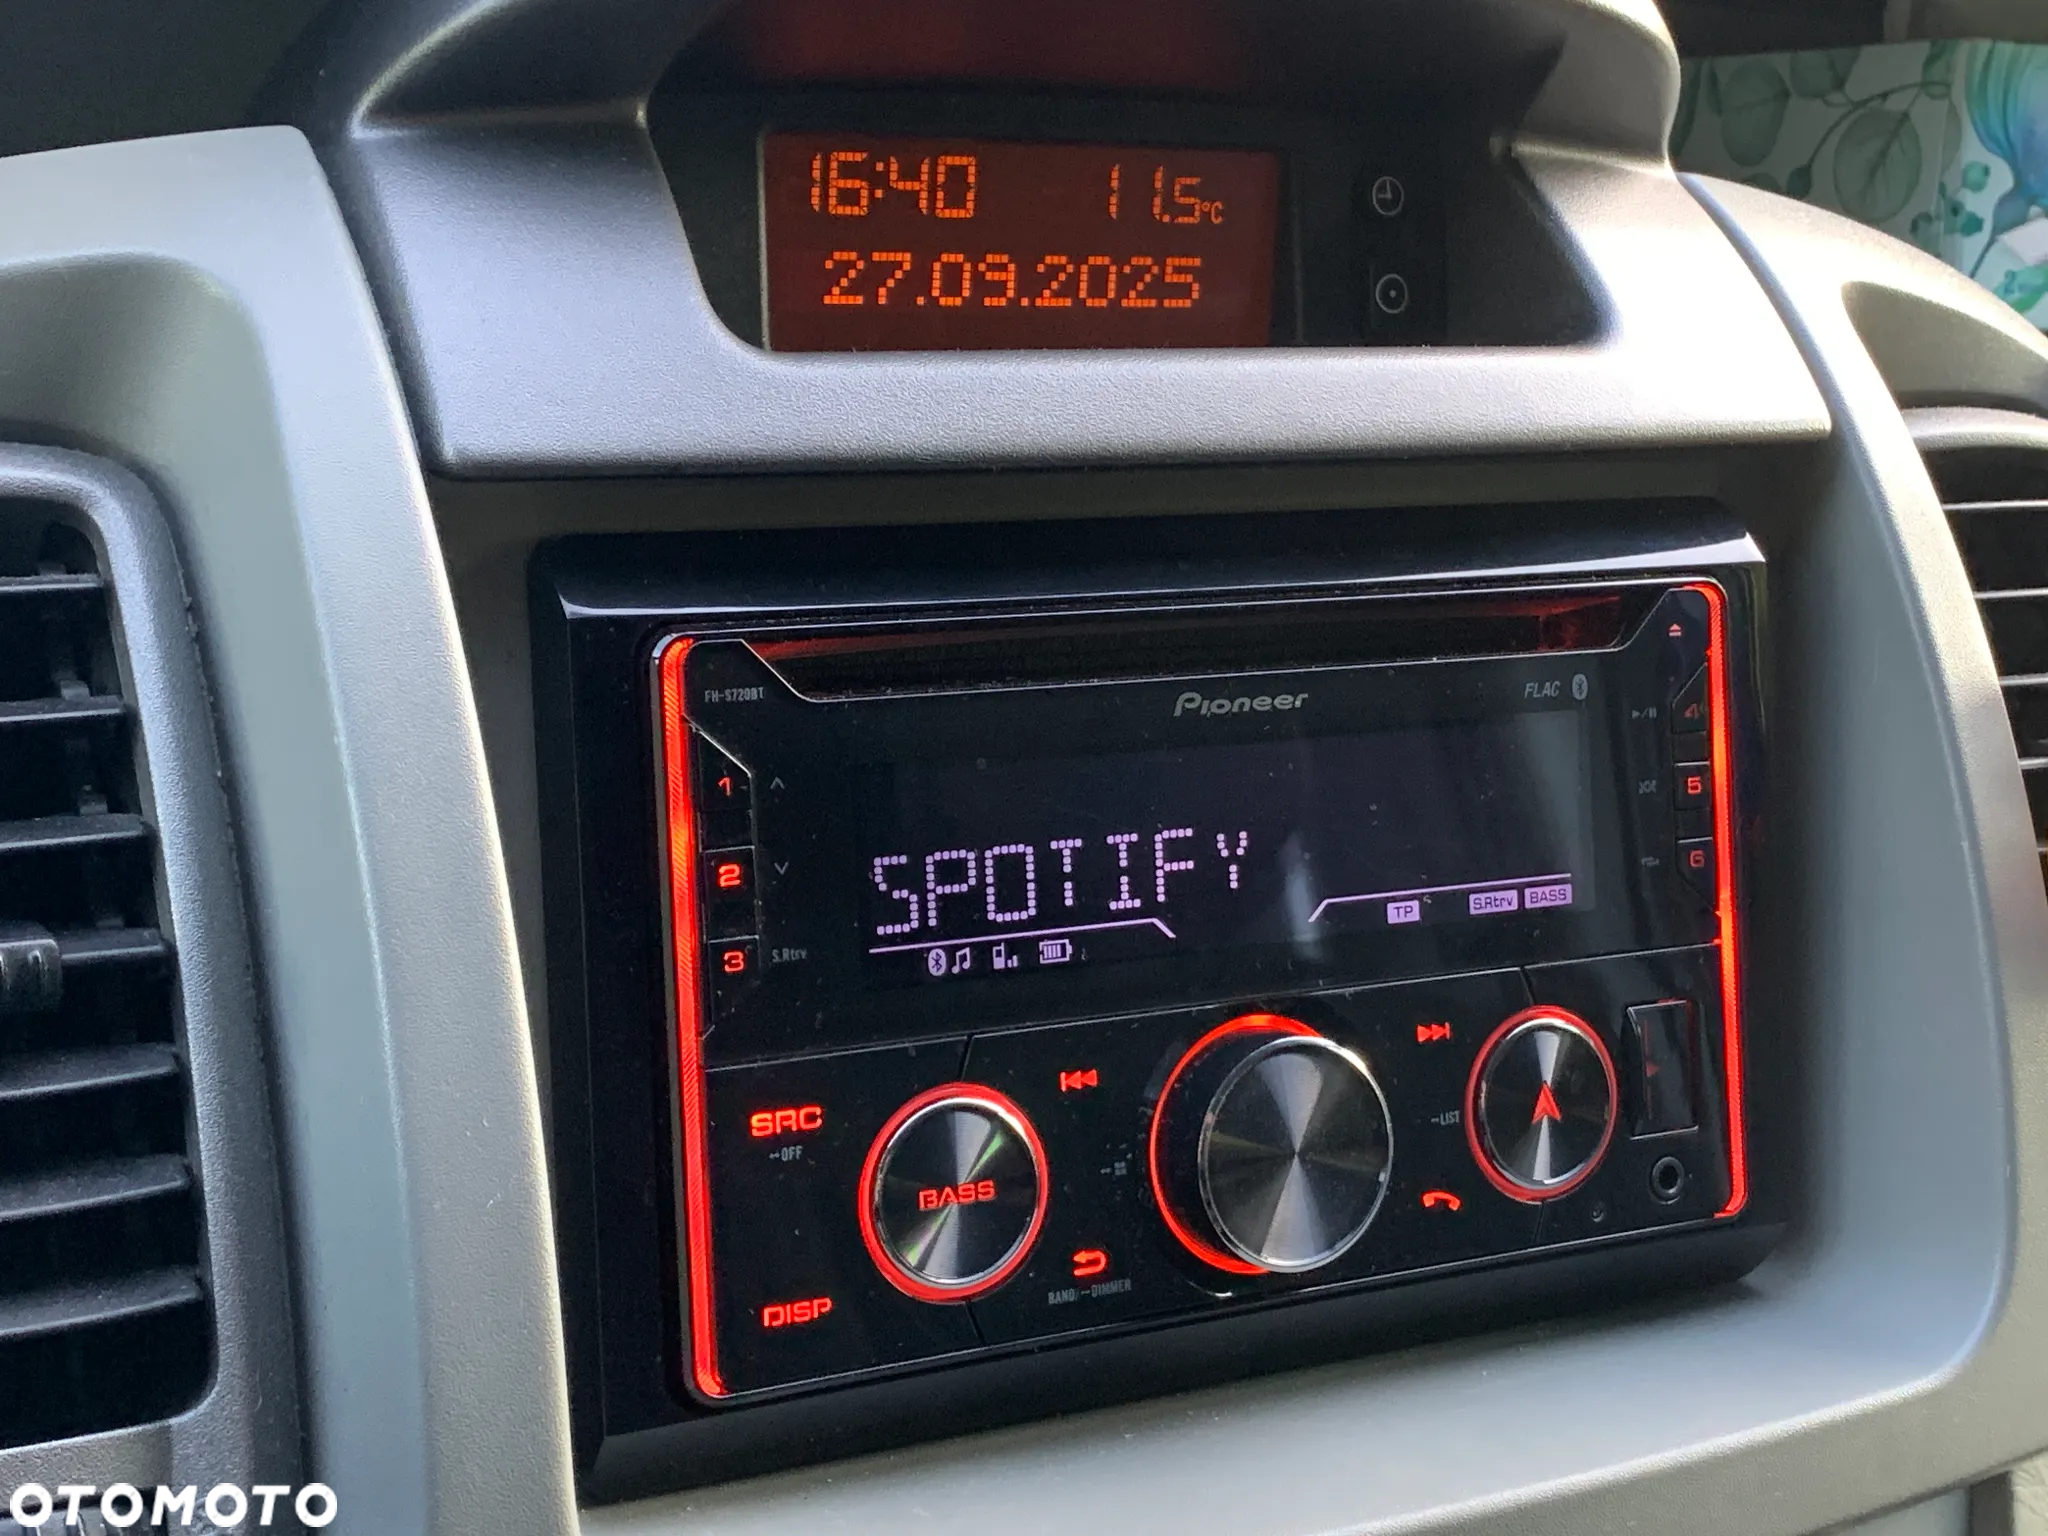 16:40 11.5°C
27.09.2025
FH-S720BT
Pioneer
FLAC
1
4
2
5
3 S.Rtrv
6
SPOTIFY
TP S.Rtrv BASS
SRC
OFF
BASS
LIST
DISP
BAND/ DIMMER
OTOMOTO